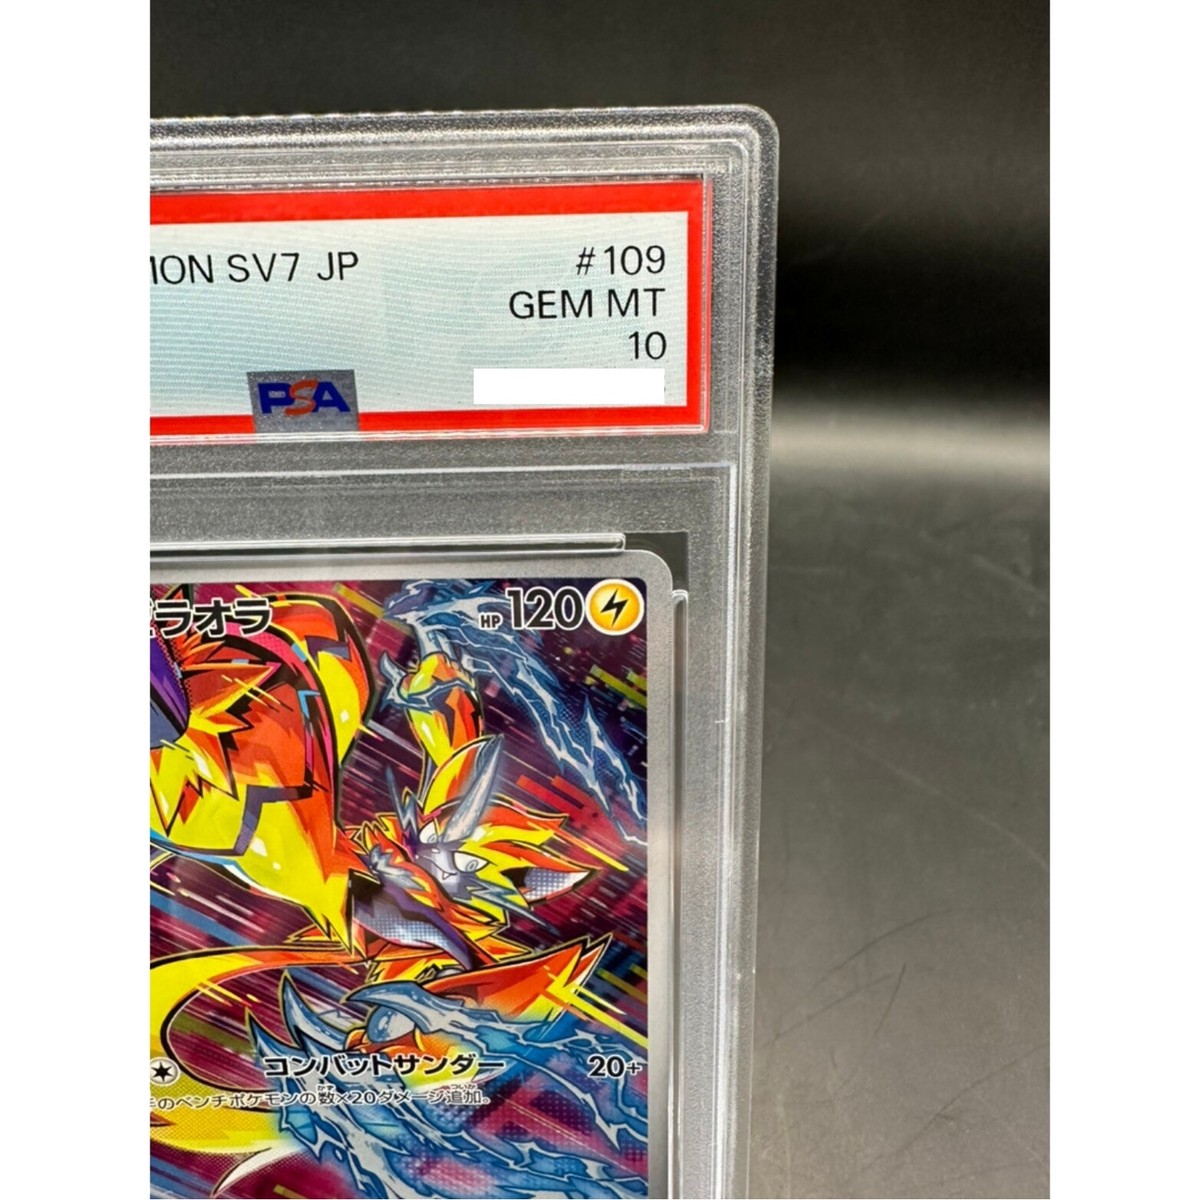 MON SV7 JP #109
GEM MT
10
PSA
ラオラ HP 120
コンバットサンダー 20+
のベンチポケモンの数×20ダメージ追加。